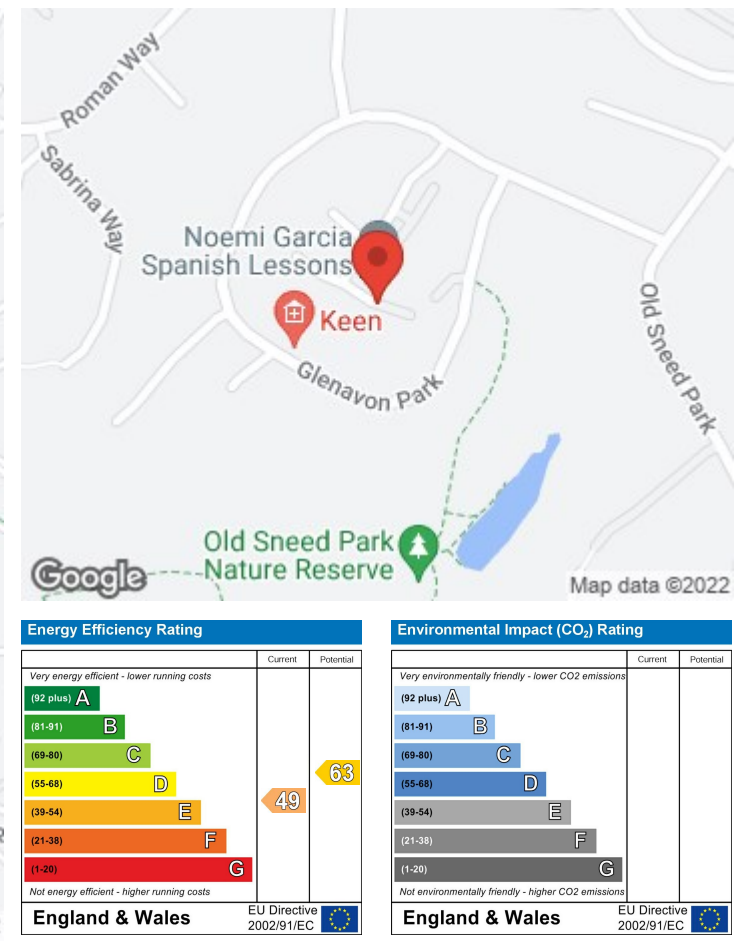 Roman Way
Sabrina Way
Noemi Garcia
Spanish Lessons
Keen
Glenavon Park
Old Sneed Park
Old Sneed Park
Nature Reserve
Google
Map data ©2022
Energy Efficiency Rating
Current Potential
Very energy efficient - lower running costs
(92 plus) A
(81-91) B
(69-80) C
(55-68) D
(39-54) E
(21-38) F
(1-20) G
49
63
Not energy efficient - higher running costs
England & Wales
EU Directive
2002/91/EC
Environmental Impact (CO₂) Rating
Current Potential
Very environmentally friendly - lower CO2 emissions
(92 plus) A
(81-91) B
(69-80) C
(55-68) D
(39-54) E
(21-38) F
(1-20) G
Not environmentally friendly - higher CO2 emissions
England & Wales
EU Directive
2002/91/EC